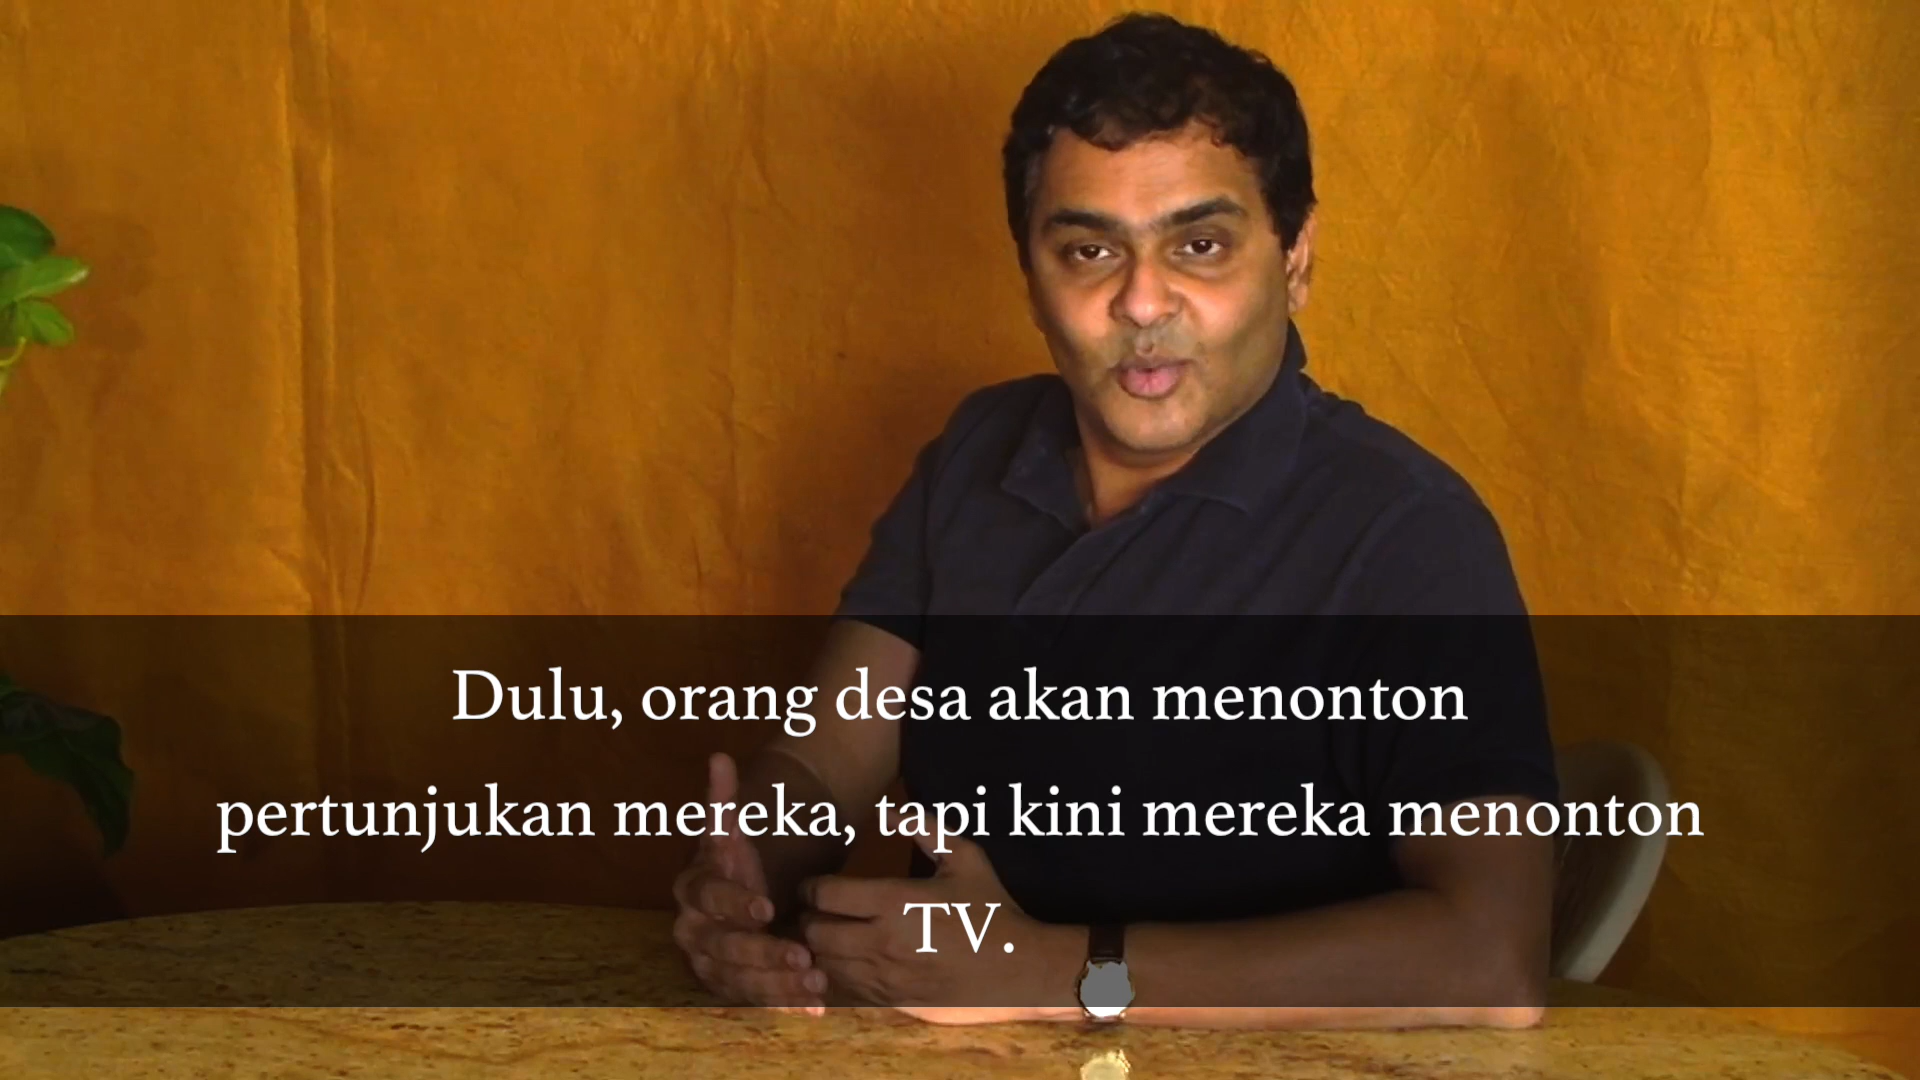 Dulu, orang desa akan menonton
pertunjukan mereka, tapi kini mereka menonton
TV.